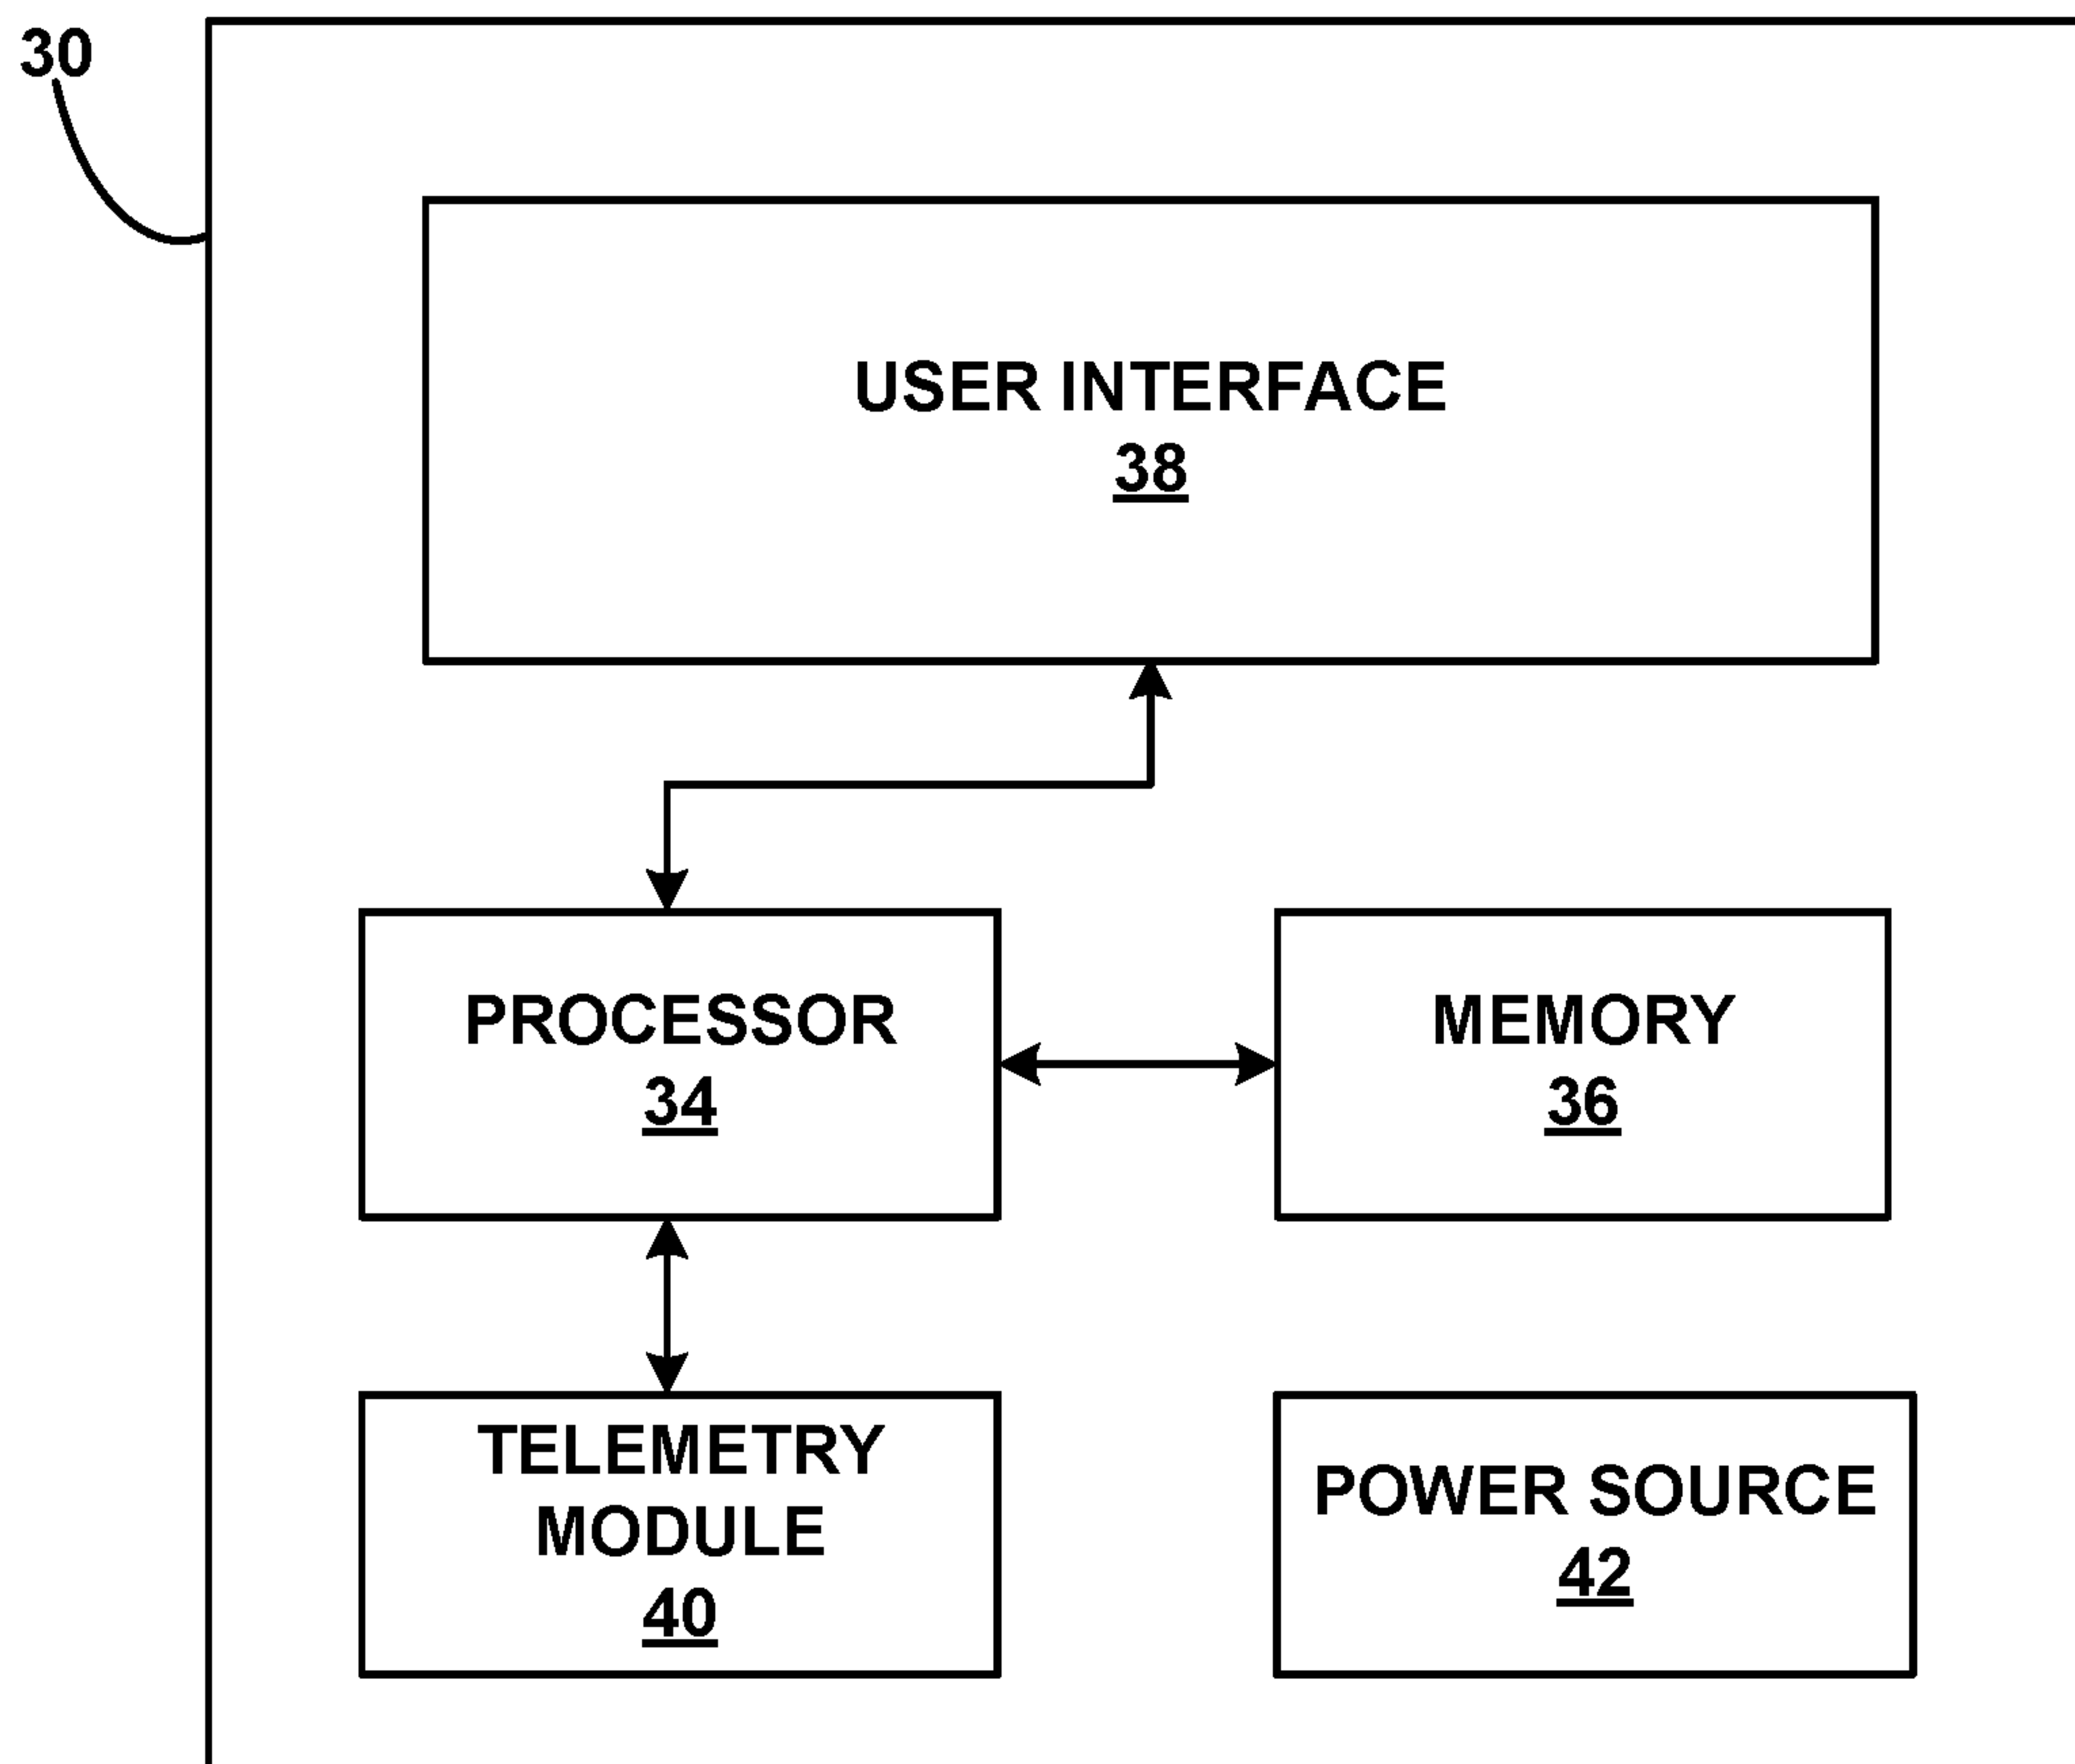 30
USER INTERFACE
38
PROCESSOR
34
MEMORY
36
TELEMETRY
MODULE
40
POWER SOURCE
42